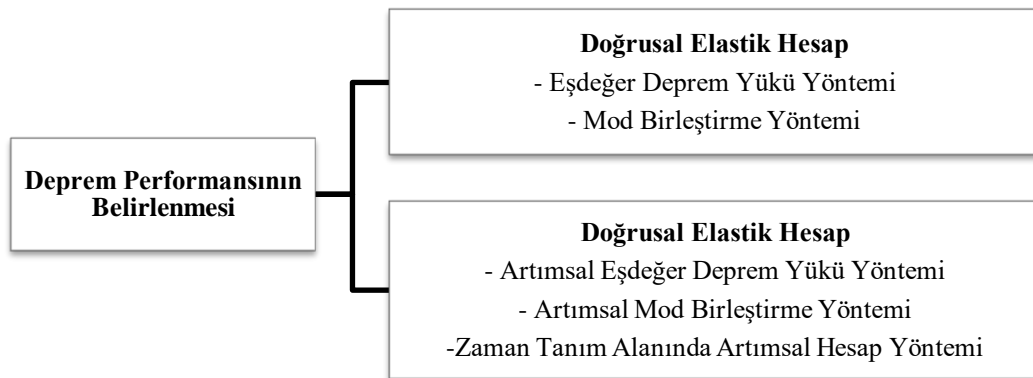 Deprem Performansının
Belirlenmesi
Doğrusal Elastik Hesap
- Eşdeğer Deprem Yükü Yöntemi
- Mod Birleştirme Yöntemi
Doğrusal Elastik Hesap
- Artımsal Eşdeğer Deprem Yükü Yöntemi
- Artımsal Mod Birleştirme Yöntemi
-Zaman Tanım Alanında Artımsal Hesap Yöntemi